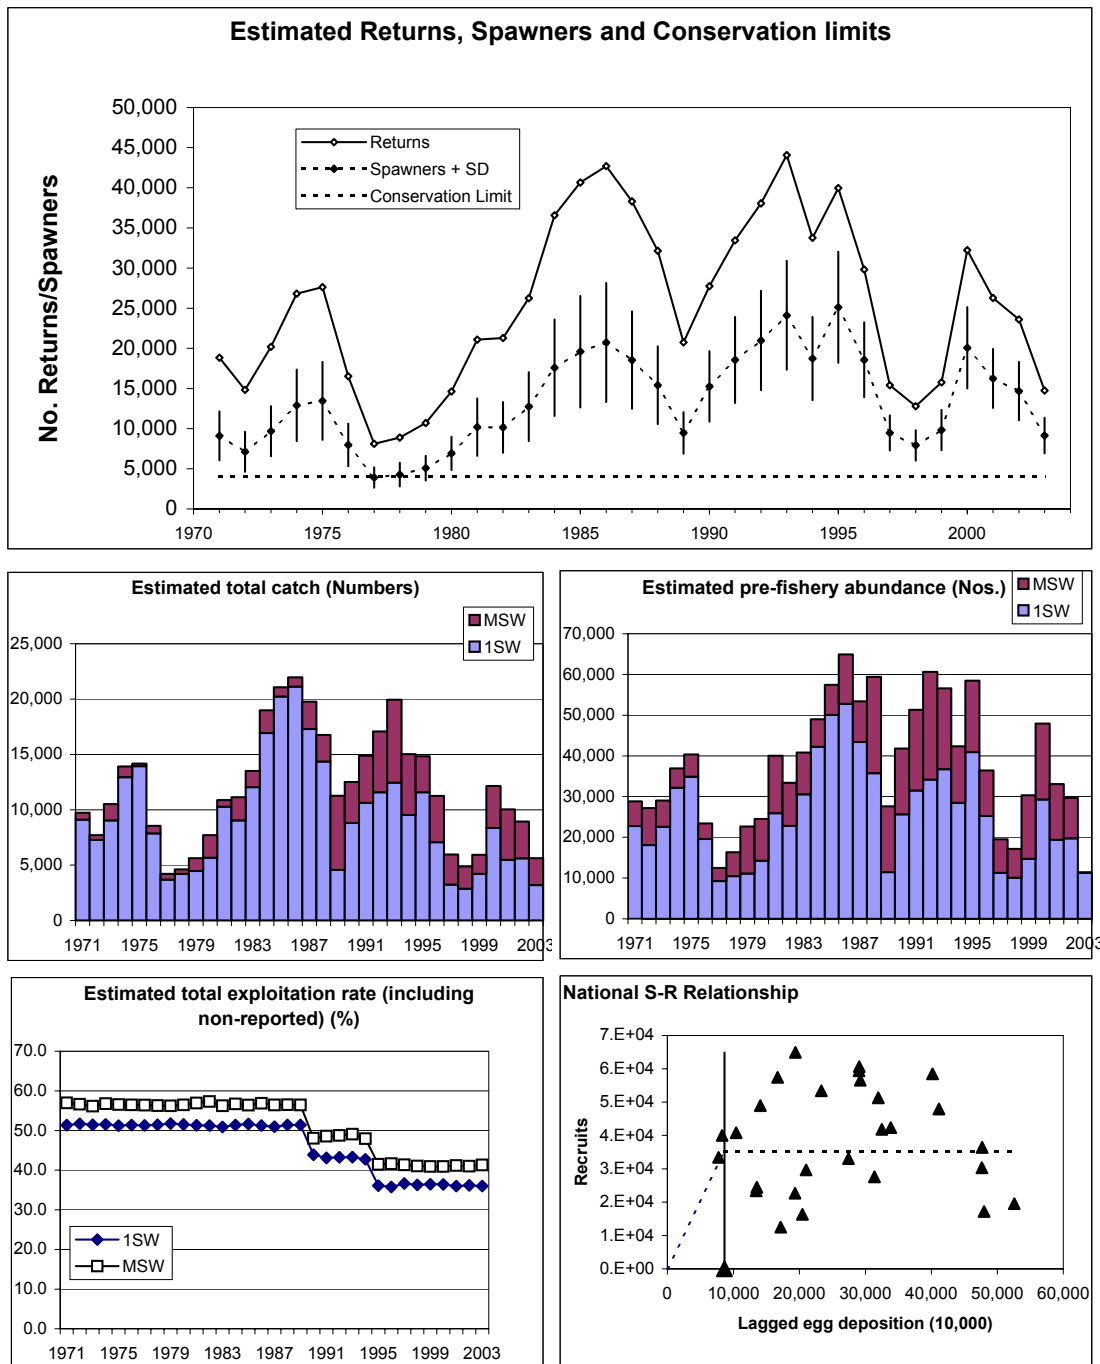 Estimated Returns, Spawners and Conservation limits
No. Returns/Spawners
50,000
45,000
40,000
35,000
30,000
25,000
20,000
15,000
10,000
5,000
0
Returns
Spawners + SD
Conservation Limit
1970 1975 1980 1985 1990 1995 2000
Estimated total catch (Numbers)
MSW
1SW
25,000
20,000
15,000
10,000
5,000
0
1971 1975 1979 1983 1987 1991 1995 1999 2003
Estimated pre-fishery abundance (Nos.)
MSW
1SW
70,000
60,000
50,000
40,000
30,000
20,000
10,000
0
1971 1975 1979 1983 1987 1991 1995 1999 2003
Estimated total exploitation rate (including
non-reported) (%)
70.0
60.0
50.0
40.0
30.0
20.0
10.0
0.0
1SW
MSW
1971 1975 1979 1983 1987 1991 1995 1999 2003
National S-R Relationship
Recruits
7.E+04
6.E+04
5.E+04
4.E+04
3.E+04
2.E+04
1.E+04
0.E+00
0 10,000 20,000 30,000 40,000 50,000 60,000
Lagged egg deposition (10,000)